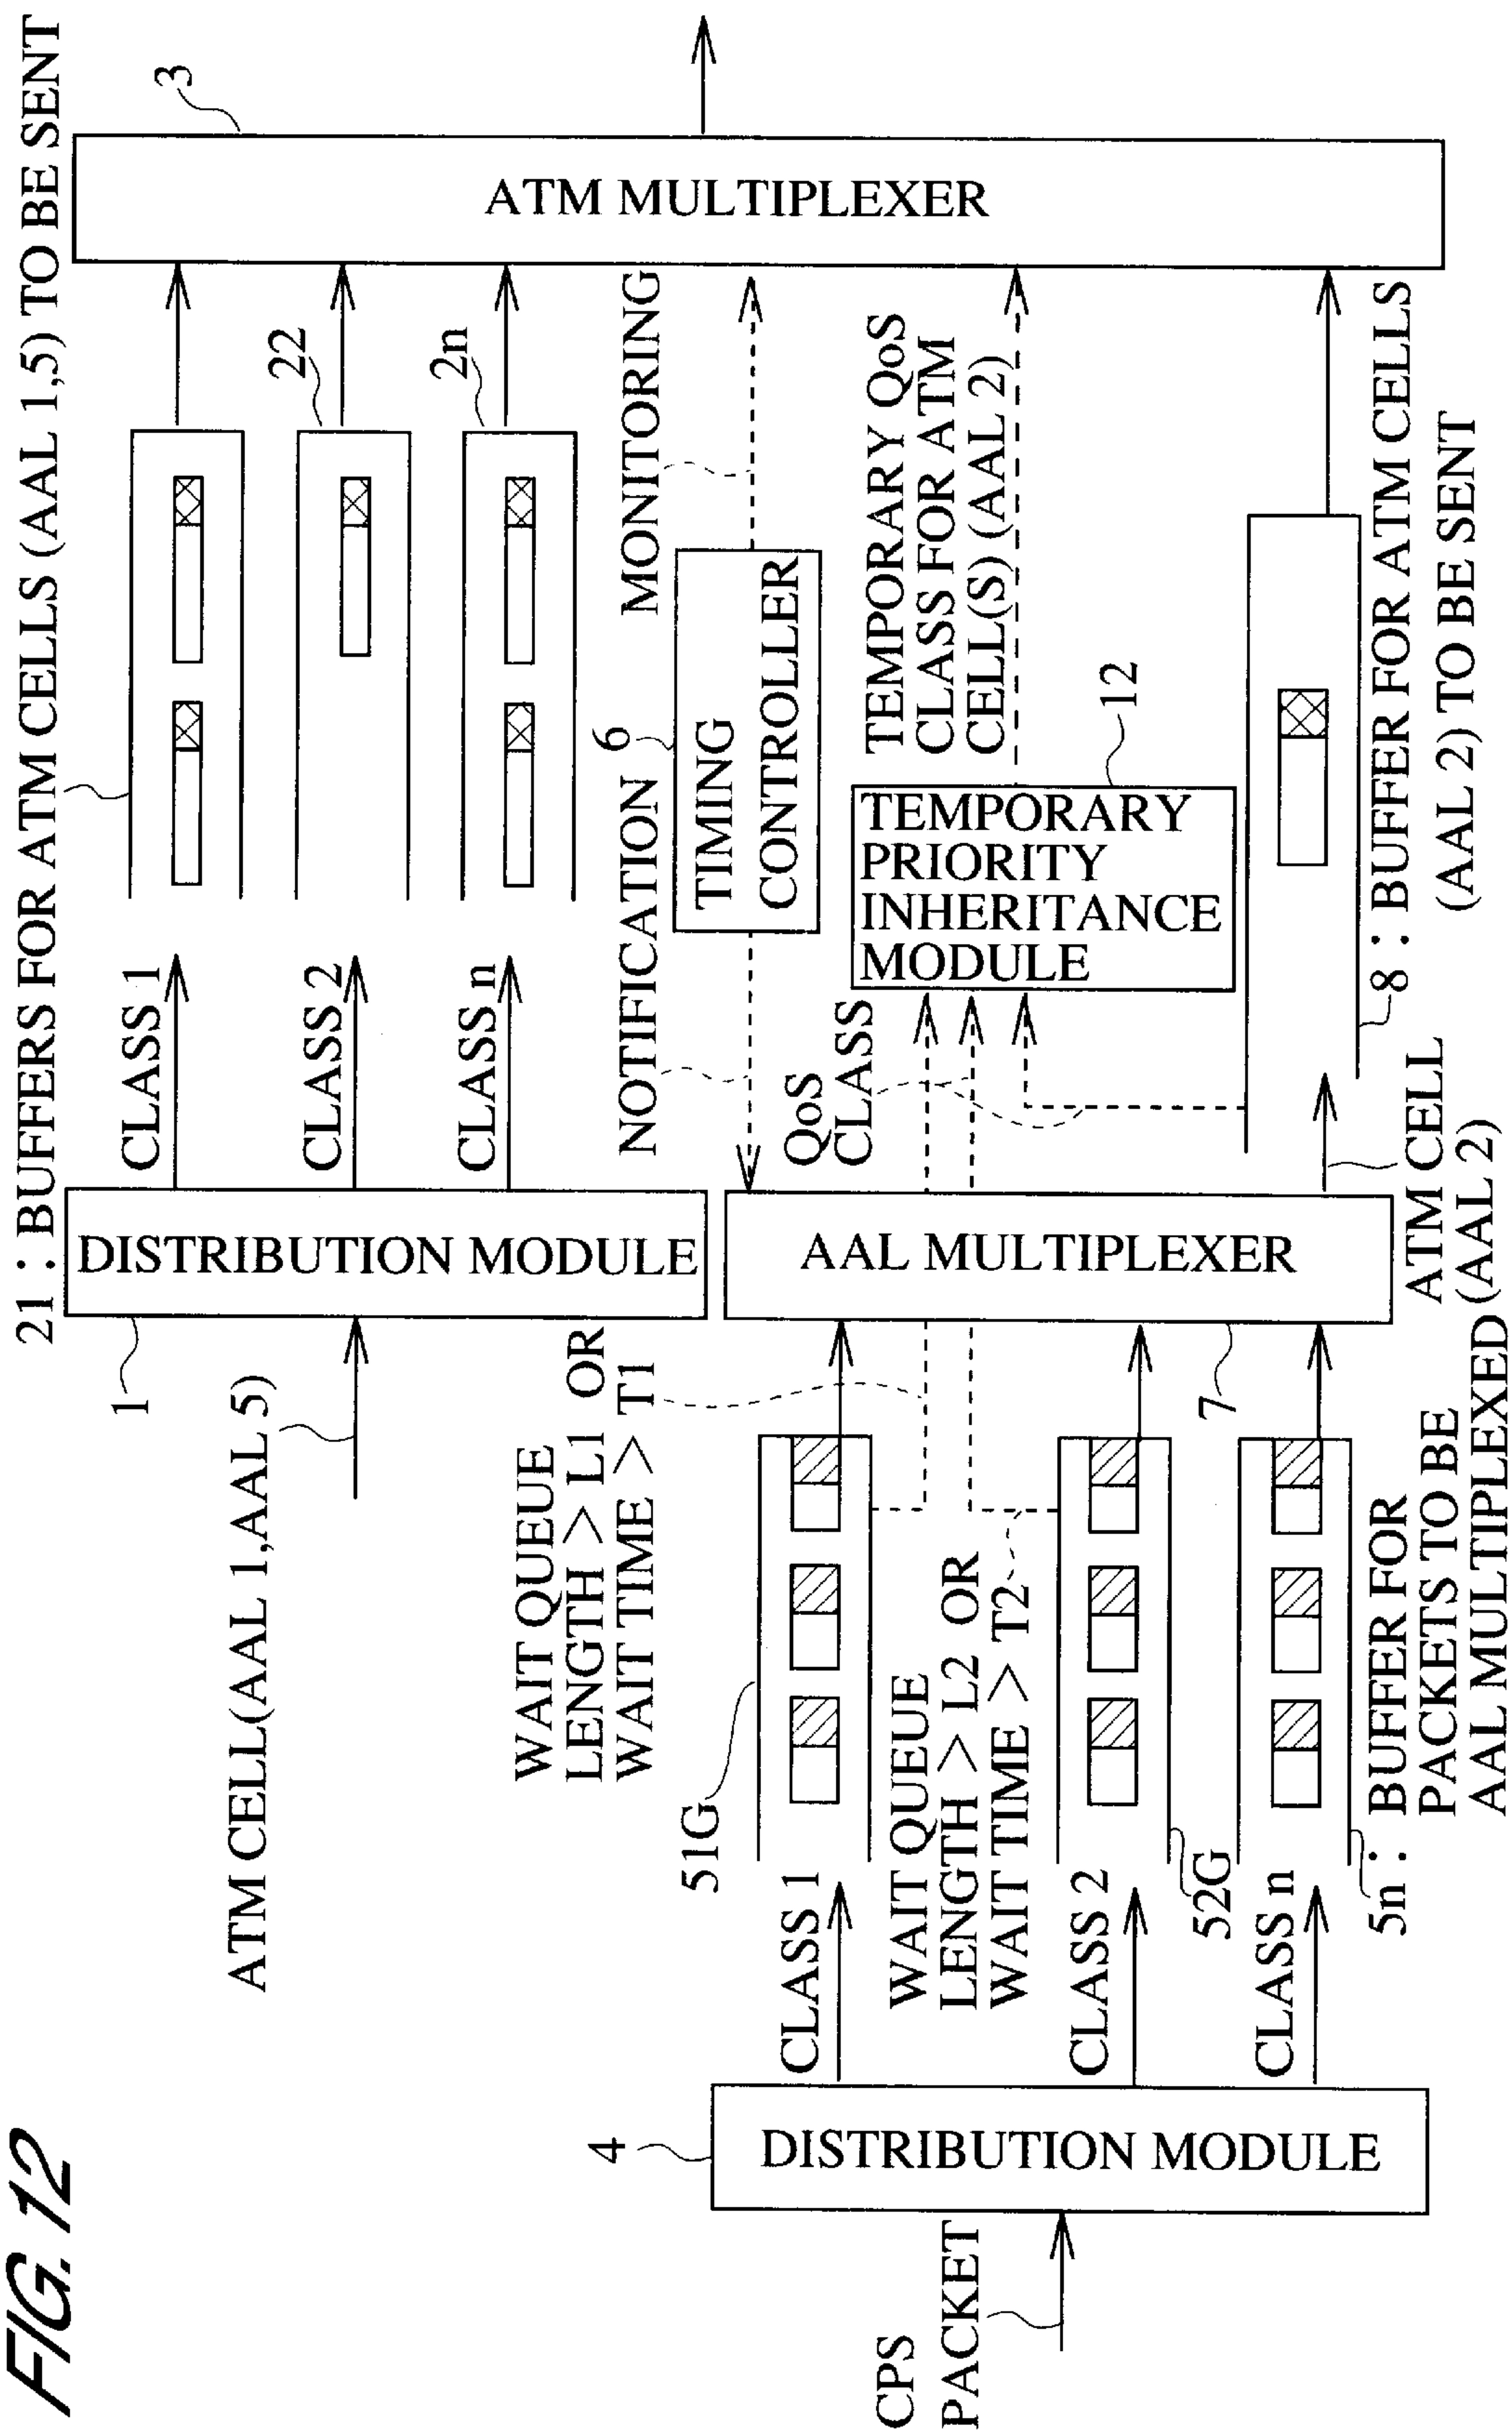 FIG. 12
21 : BUFFERS FOR ATM CELLS (AAL 1,5) TO BE SENT
3
ATM MULTIPLEXER
22
2n
CLASS 1
CLASS 2
CLASS n
DISTRIBUTION MODULE
1
ATM CELL(AAL 1,AAL 5)
MONITORING
NOTIFICATION
6
TIMING
CONTROLLER
TEMPORARY QoS
CLASS FOR ATM
CELL(S) (AAL 2)
12
TEMPORARY
PRIORITY
INHERITANCE
MODULE
QoS
CLASS
8 : BUFFER FOR ATM CELLS
(AAL 2) TO BE SENT
ATM CELL
(AAL 2)
AAL MULTIPLEXER
7
WAIT QUEUE
LENGTH > L1 OR
WAIT TIME > T1
51G
WAIT QUEUE
LENGTH > L2 OR
WAIT TIME > T2
52G
5n : BUFFER FOR
PACKETS TO BE
AAL MULTIPLEXED
CLASS 1
CLASS 2
CLASS n
4
DISTRIBUTION MODULE
CPS
PACKET